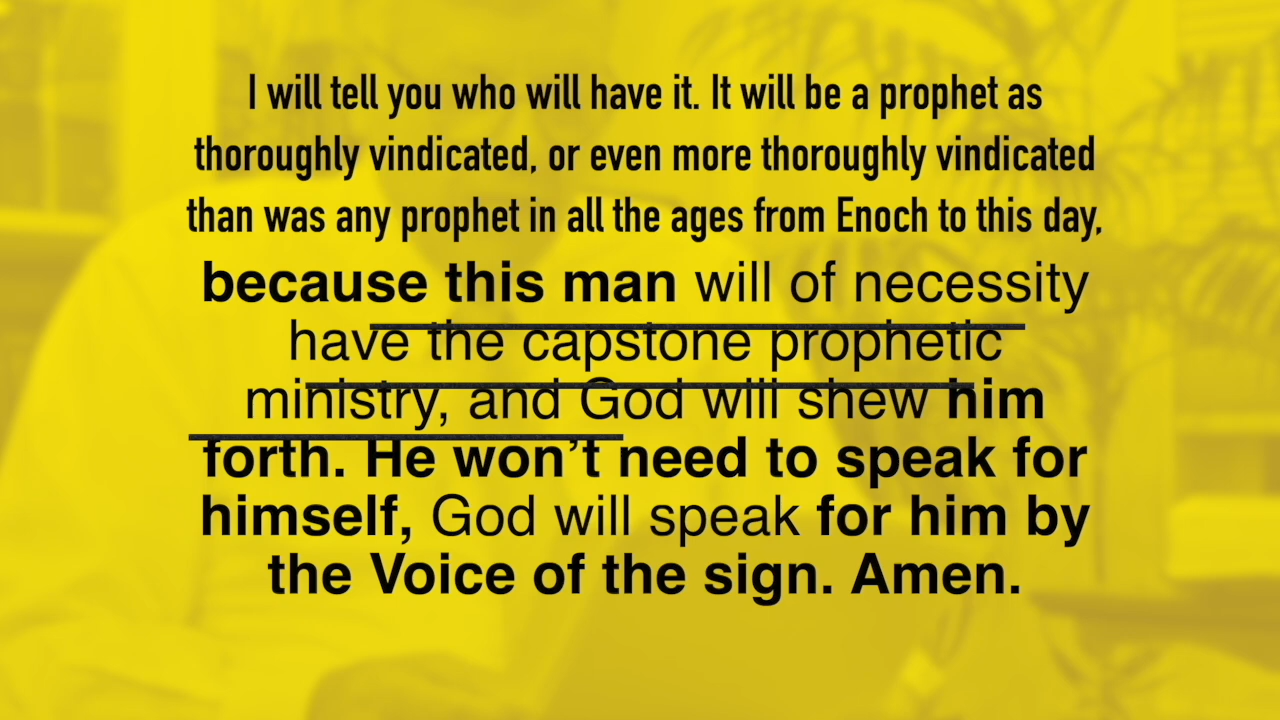 I will tell you who will have it. It will be a prophet as
thoroughly vindicated, or even more thoroughly vindicated
than was any prophet in all the ages from Enoch to this day,
because this man will of necessity
have the capstone prophetic
ministry, and God will shew him
forth. He won’t need to speak for
himself, God will speak for him by
the Voice of the sign. Amen.